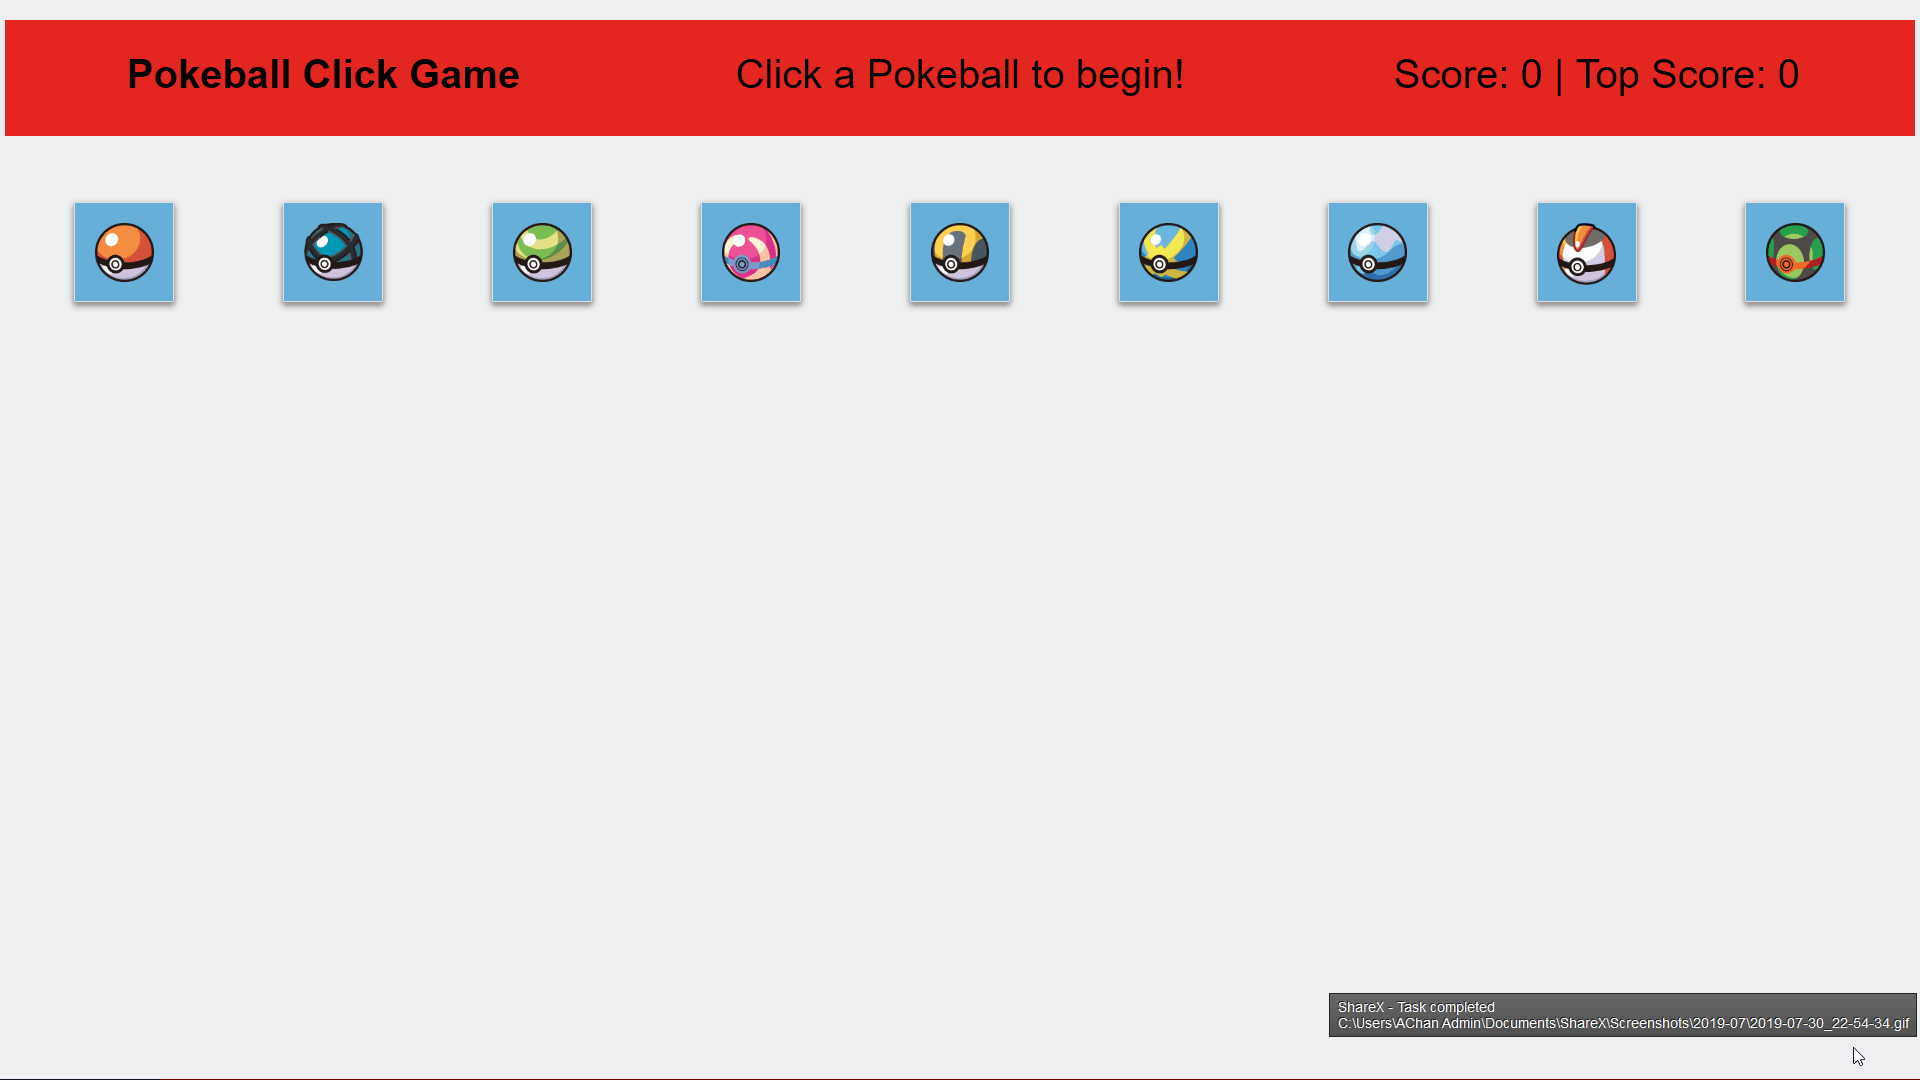 Pokeball Click Game
Click a Pokeball to begin!
Score: 0 | Top Score: 0
ShareX - Task completed
C:\Users\AChan Admin\Documents\ShareX\Screenshots\2019-07\2019-07-30_22-54-34.gif